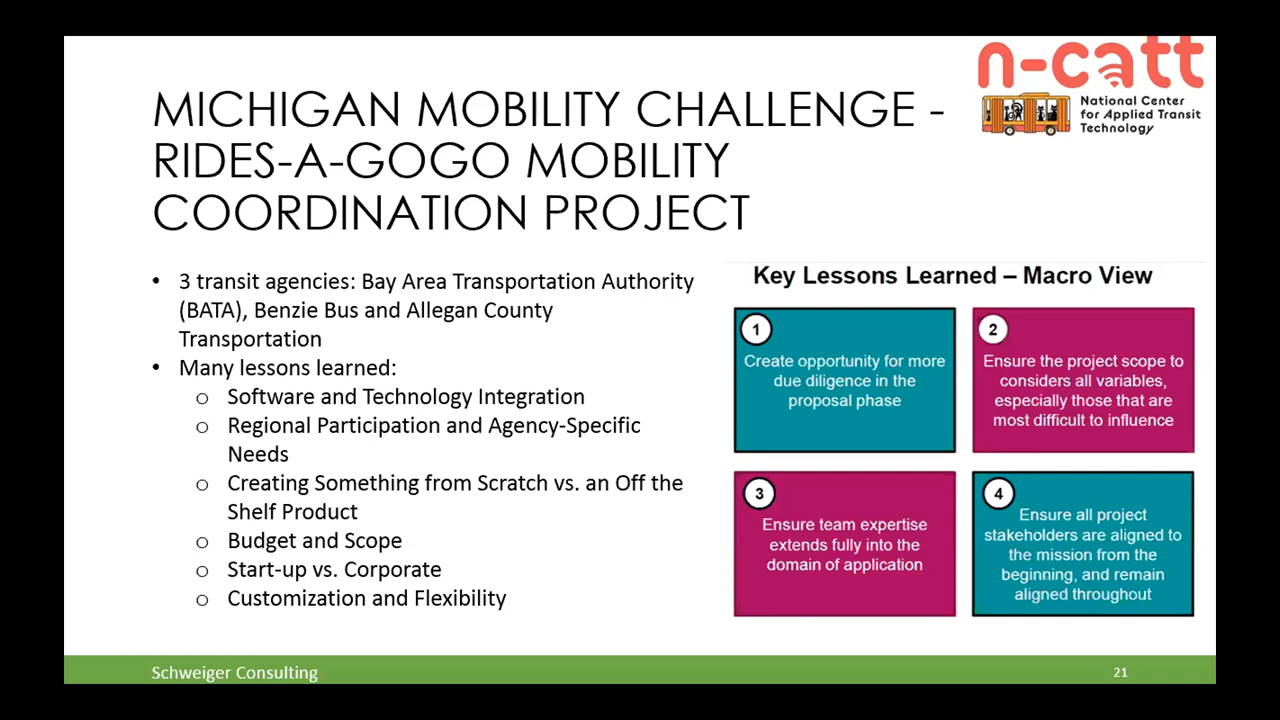 n-catt
National Center
for Applied Transit
Technology
MICHIGAN MOBILITY CHALLENGE -
RIDES-A-GOGO MOBILITY
COORDINATION PROJECT
• 3 transit agencies: Bay Area Transportation Authority
(BATA), Benzie Bus and Allegan County
Transportation
• Many lessons learned:
o Software and Technology Integration
o Regional Participation and Agency-Specific
Needs
o Creating Something from Scratch vs. an Off the
Shelf Product
o Budget and Scope
o Start-up vs. Corporate
o Customization and Flexibility
Key Lessons Learned – Macro View
1
Create opportunity for more
due diligence in the
proposal phase
2
Ensure the project scope to
considers all variables,
especially those that are
most difficult to influence
3
Ensure team expertise
extends fully into the
domain of application
4
Ensure all project
stakeholders are aligned to
the mission from the
beginning, and remain
aligned throughout
Schweiger Consulting
21